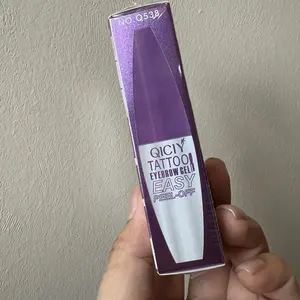 NO. Q538
QICIY
TATTOO
EYEBROW GEL
EASY
PEEL-OFF